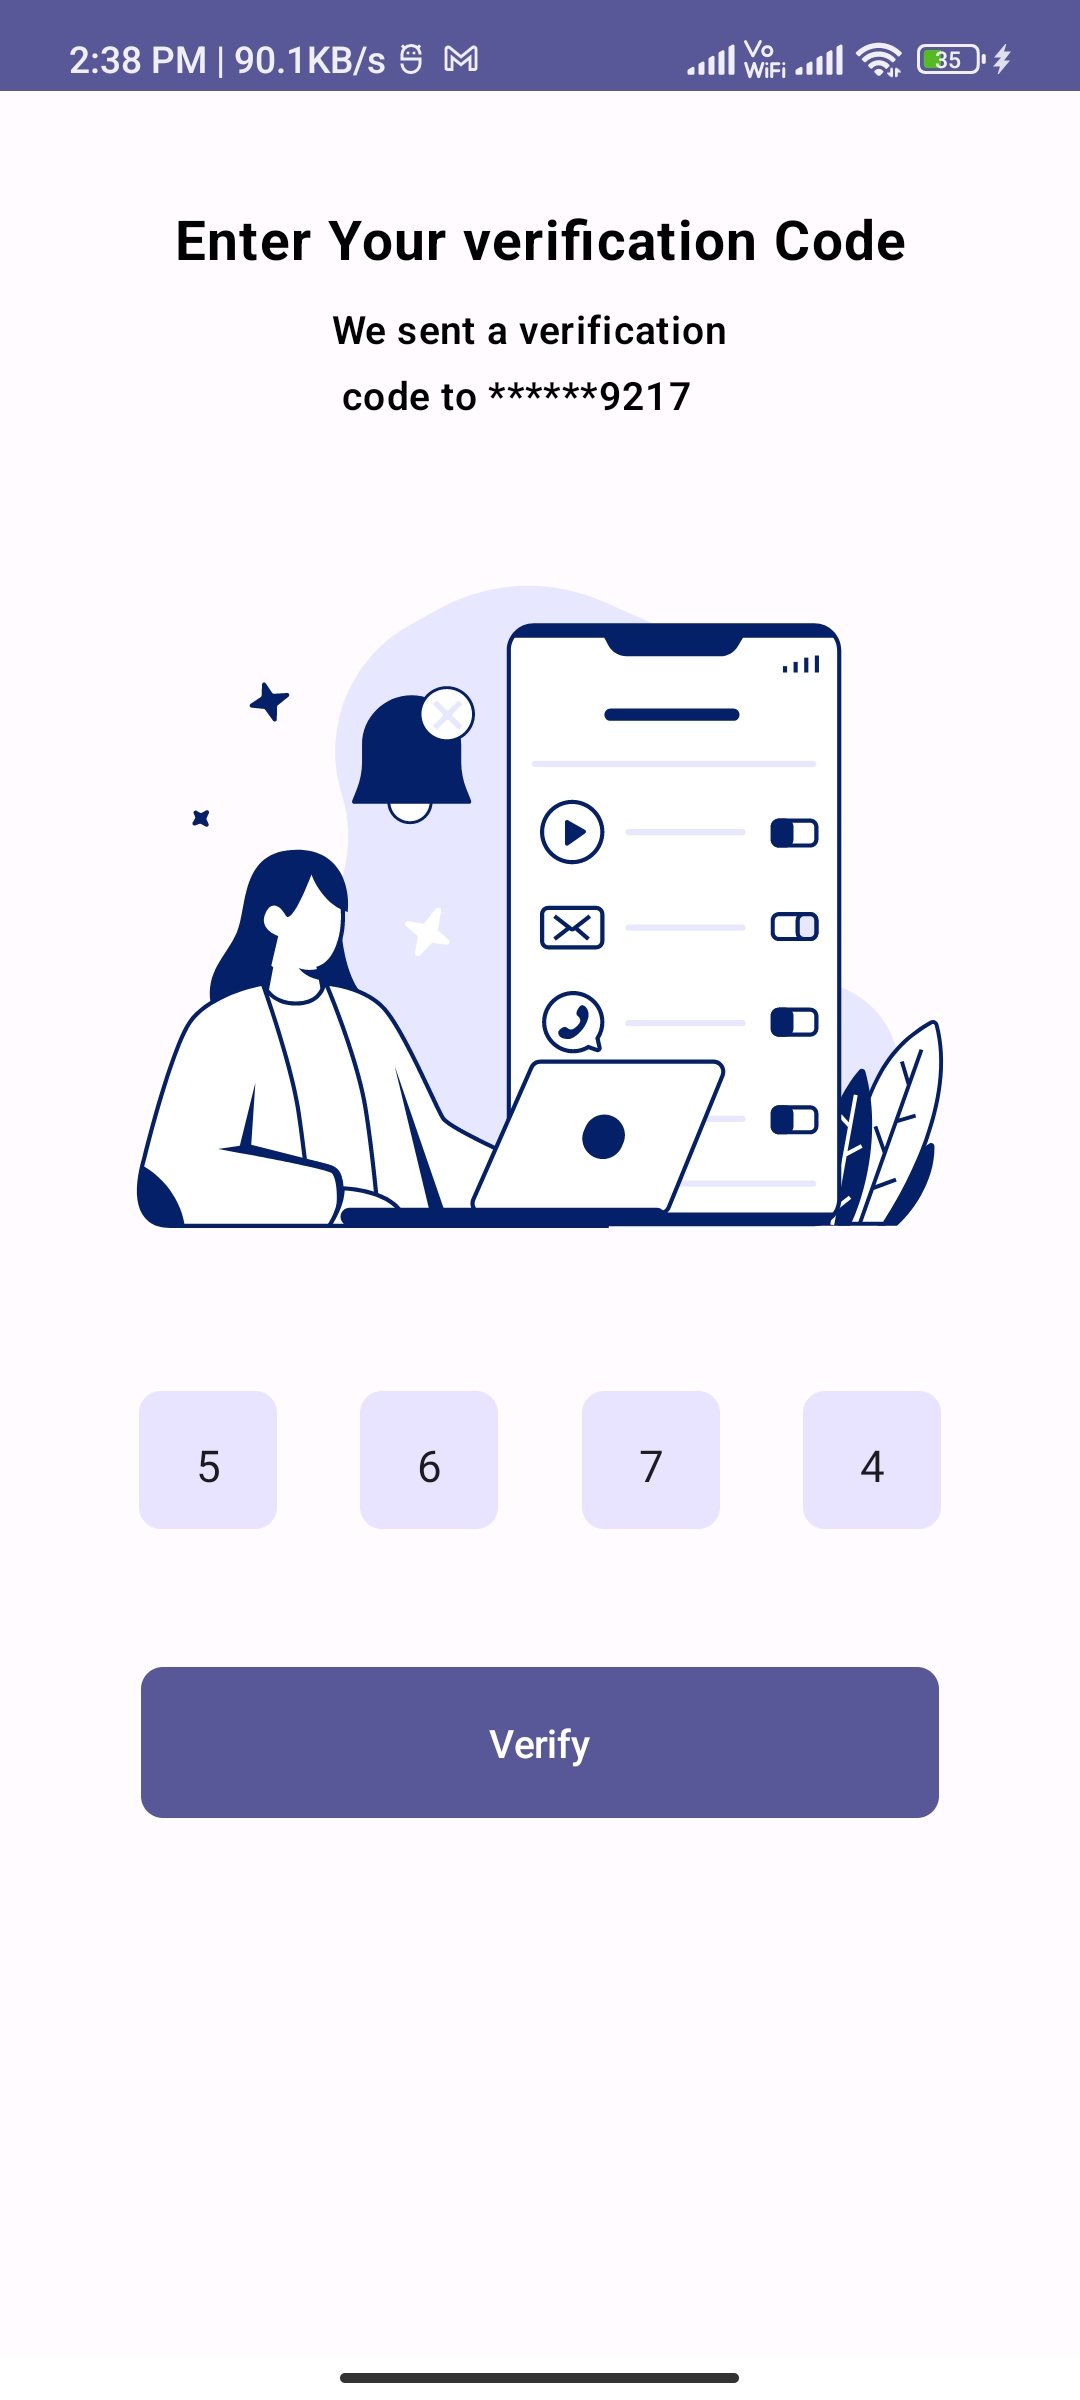 2:38 PM | 90.1KB/s Vo WiFi 35
Enter Your verification Code
We sent a verification
code to ******9217
5 6 7 4
Verify